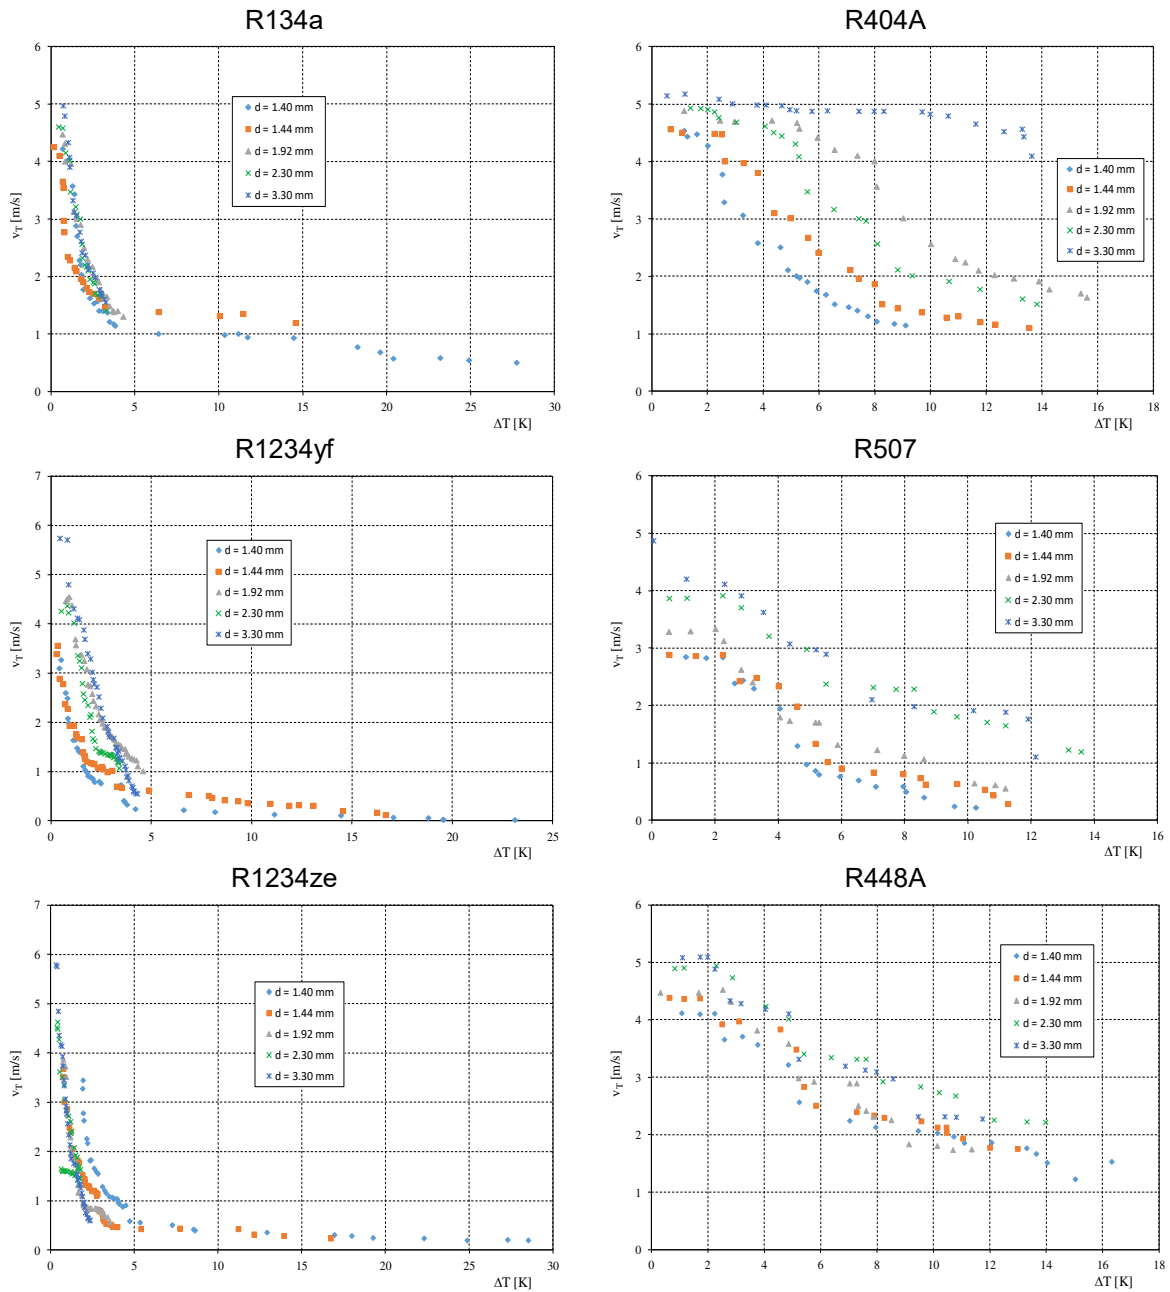 R134a
6
5
4
3
2
1
0
v_T [m/s]
d = 1.40 mm
d = 1.44 mm
d = 1.92 mm
d = 2.30 mm
d = 3.30 mm
0 5 10 15 20 25 30
ΔT [K]
R404A
6
5
4
3
2
1
0
v_T [m/s]
d = 1.40 mm
d = 1.44 mm
d = 1.92 mm
d = 2.30 mm
d = 3.30 mm
0 2 4 6 8 10 12 14 16 18
ΔT [K]
R1234yf
7
6
5
4
3
2
1
0
v_T [m/s]
d = 1.40 mm
d = 1.44 mm
d = 1.92 mm
d = 2.30 mm
d = 3.30 mm
0 5 10 15 20 25
ΔT [K]
R507
6
5
4
3
2
1
0
v_T [m/s]
d = 1.40 mm
d = 1.44 mm
d = 1.92 mm
d = 2.30 mm
d = 3.30 mm
0 2 4 6 8 10 12 14 16
ΔT [K]
R1234ze
7
6
5
4
3
2
1
0
v_T [m/s]
d = 1.40 mm
d = 1.44 mm
d = 1.92 mm
d = 2.30 mm
d = 3.30 mm
0 5 10 15 20 25 30
ΔT [K]
R448A
6
5
4
3
2
1
0
v_T [m/s]
d = 1.40 mm
d = 1.44 mm
d = 1.92 mm
d = 2.30 mm
d = 3.30 mm
0 2 4 6 8 10 12 14 16 18
ΔT [K]